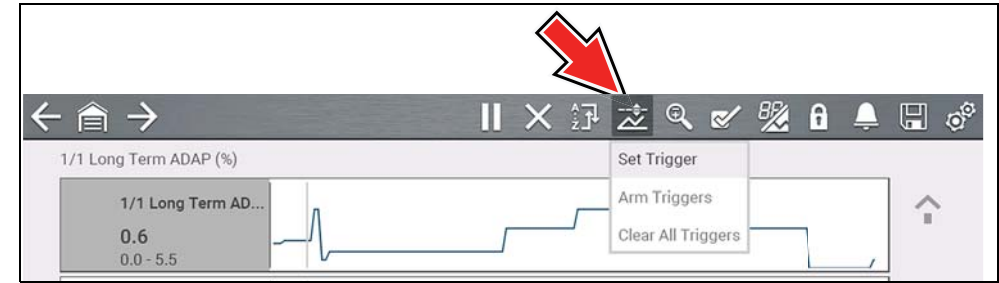 1/1 Long Term ADAP (%)
Set Trigger
1/1 Long Term AD...
Arm Triggers
0.6
Clear All Triggers
0.0 - 5.5